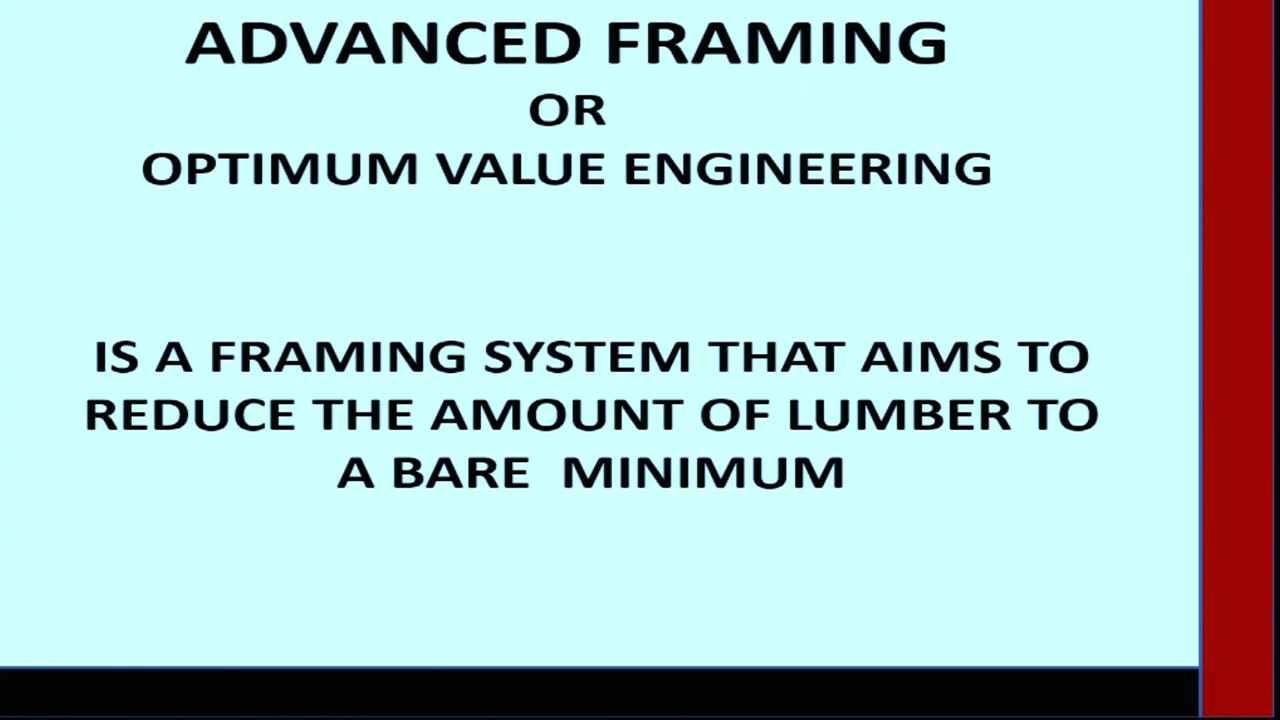 ADVANCED FRAMING
OR
OPTIMUM VALUE ENGINEERING
IS A FRAMING SYSTEM THAT AIMS TO
REDUCE THE AMOUNT OF LUMBER TO
A BARE  MINIMUM